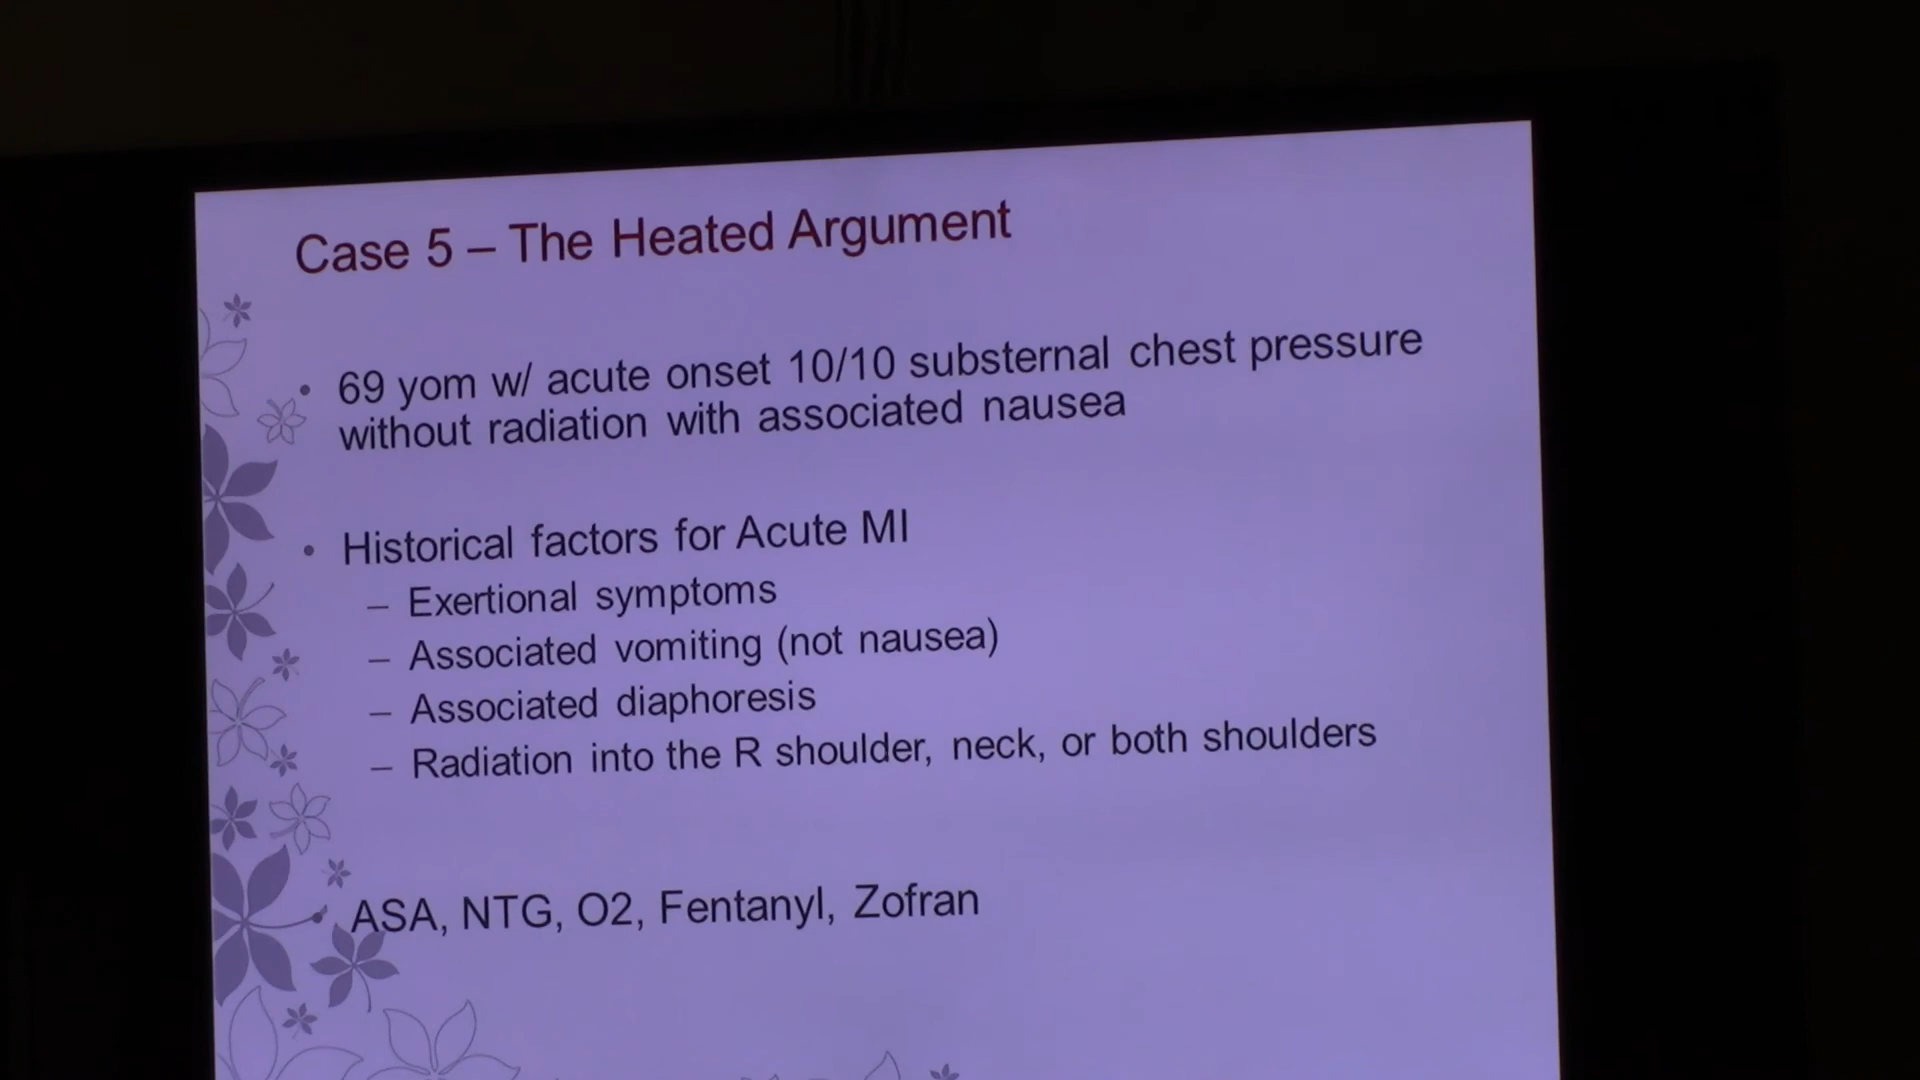 Case 5 – The Heated Argument
• 69 yom w/ acute onset 10/10 substernal chest pressure
without radiation with associated nausea
• Historical factors for Acute MI
– Exertional symptoms
– Associated vomiting (not nausea)
– Associated diaphoresis
– Radiation into the R shoulder, neck, or both shoulders
• ASA, NTG, O2, Fentanyl, Zofran